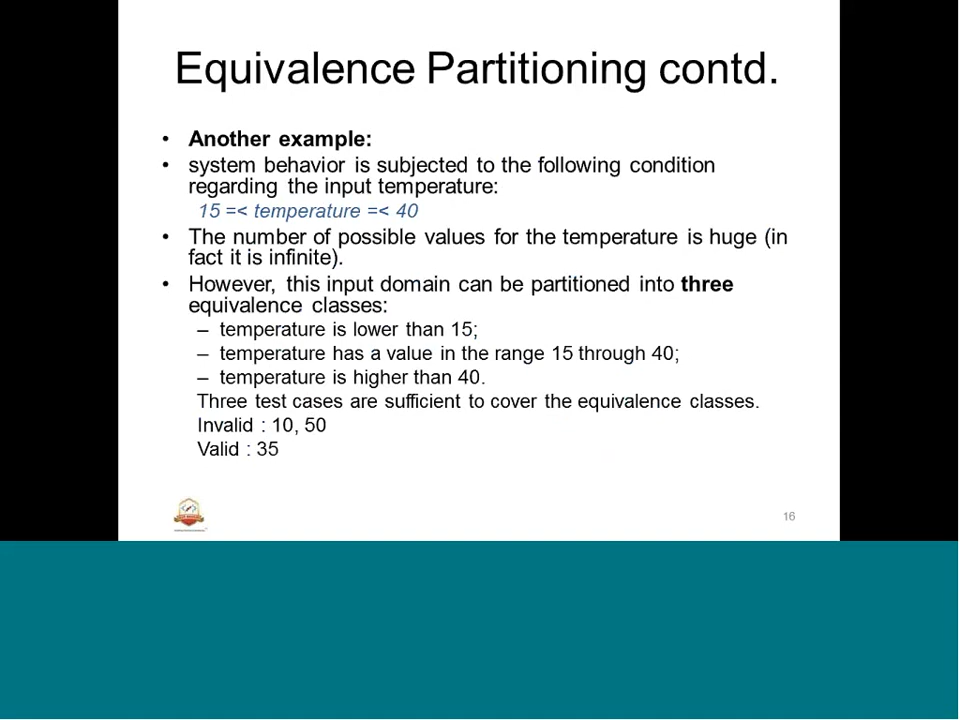 Equivalence Partitioning contd.
• Another example:
• system behavior is subjected to the following condition
regarding the input temperature:
15 =< temperature =< 40
• The number of possible values for the temperature is huge (in
fact it is infinite).
• However, this input domain can be partitioned into three
equivalence classes:
– temperature is lower than 15;
– temperature has a value in the range 15 through 40;
– temperature is higher than 40.
Three test cases are sufficient to cover the equivalence classes.
Invalid : 10, 50
Valid : 35
16